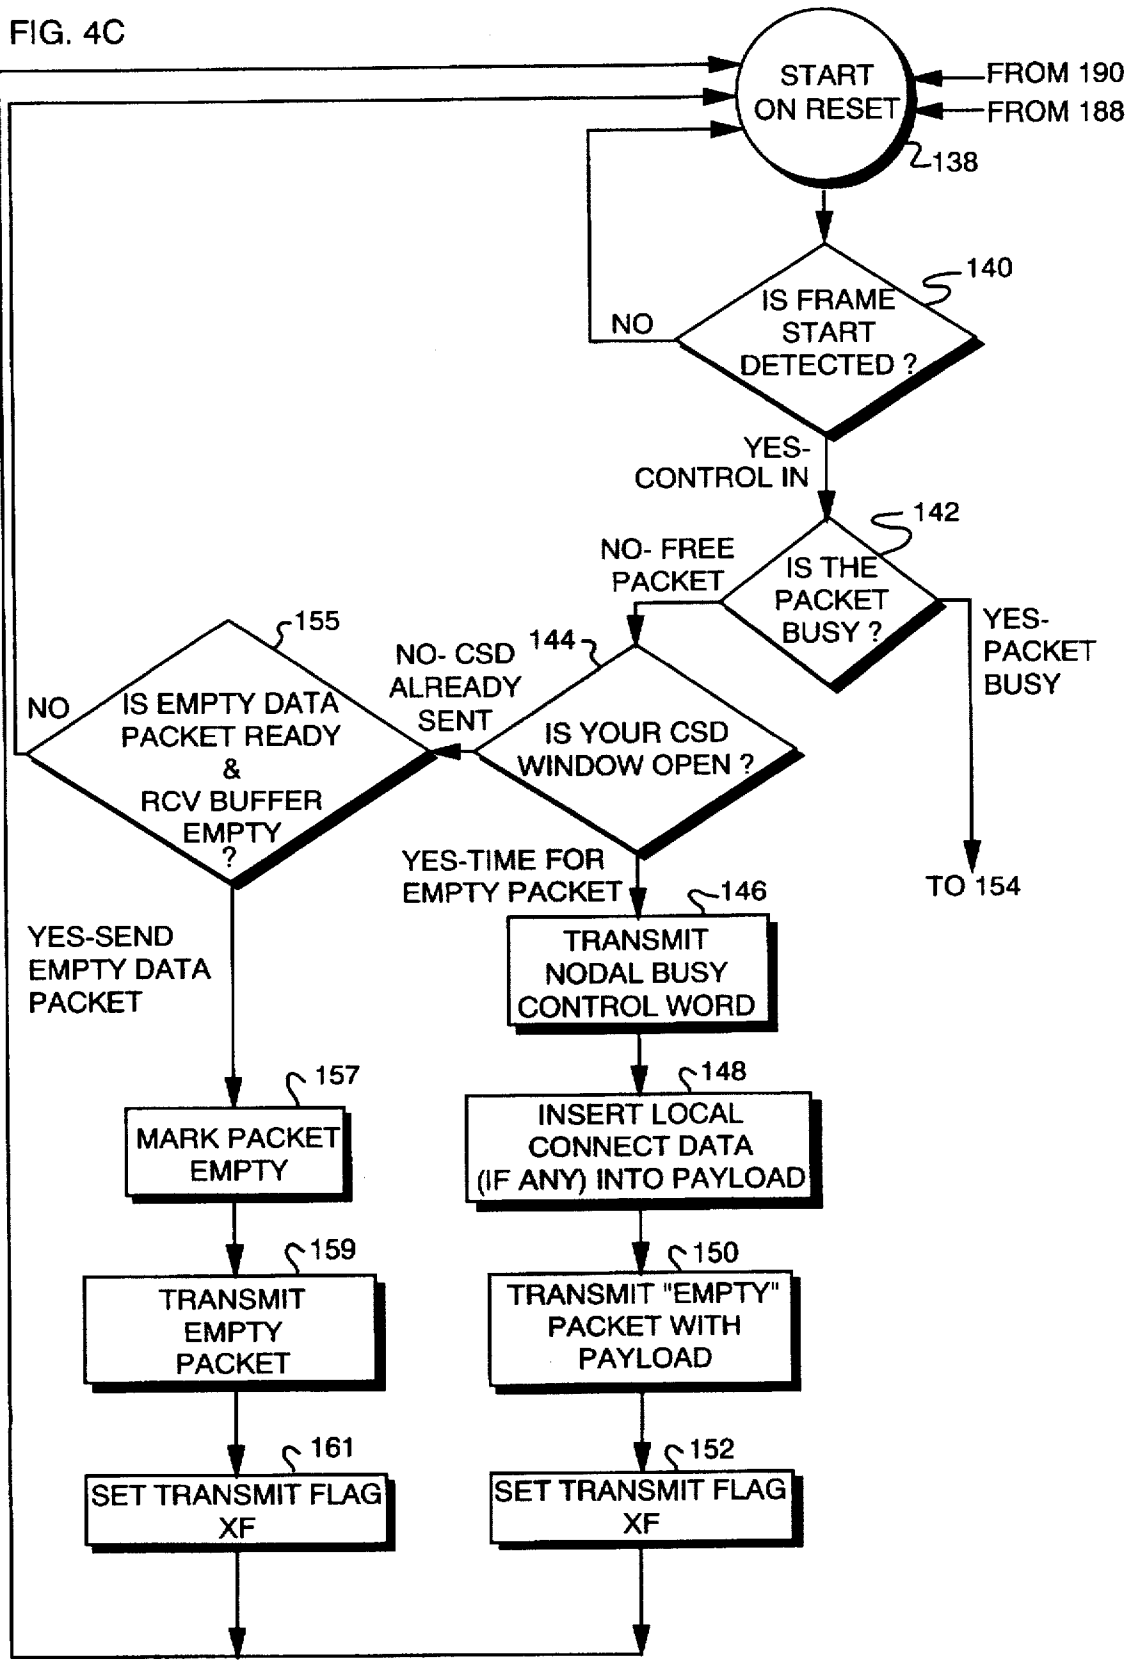 FIG. 4C
START
ON RESET
FROM 190
FROM 188
138
140
IS FRAME
START
DETECTED ?
NO
YES-
CONTROL IN
142
NO- FREE
PACKET
IS THE
PACKET
BUSY ?
YES-
PACKET
BUSY
TO 154
144
IS YOUR CSD
WINDOW OPEN ?
NO- CSD
ALREADY
SENT
155
IS EMPTY DATA
PACKET READY
&
RCV BUFFER
EMPTY
?
NO
YES-SEND
EMPTY DATA
PACKET
YES-TIME FOR
EMPTY PACKET
146
TRANSMIT
NODAL BUSY
CONTROL WORD
157
MARK PACKET
EMPTY
148
INSERT LOCAL
CONNECT DATA
(IF ANY) INTO PAYLOAD
159
TRANSMIT
EMPTY
PACKET
150
TRANSMIT "EMPTY"
PACKET WITH
PAYLOAD
161
SET TRANSMIT FLAG
XF
152
SET TRANSMIT FLAG
XF